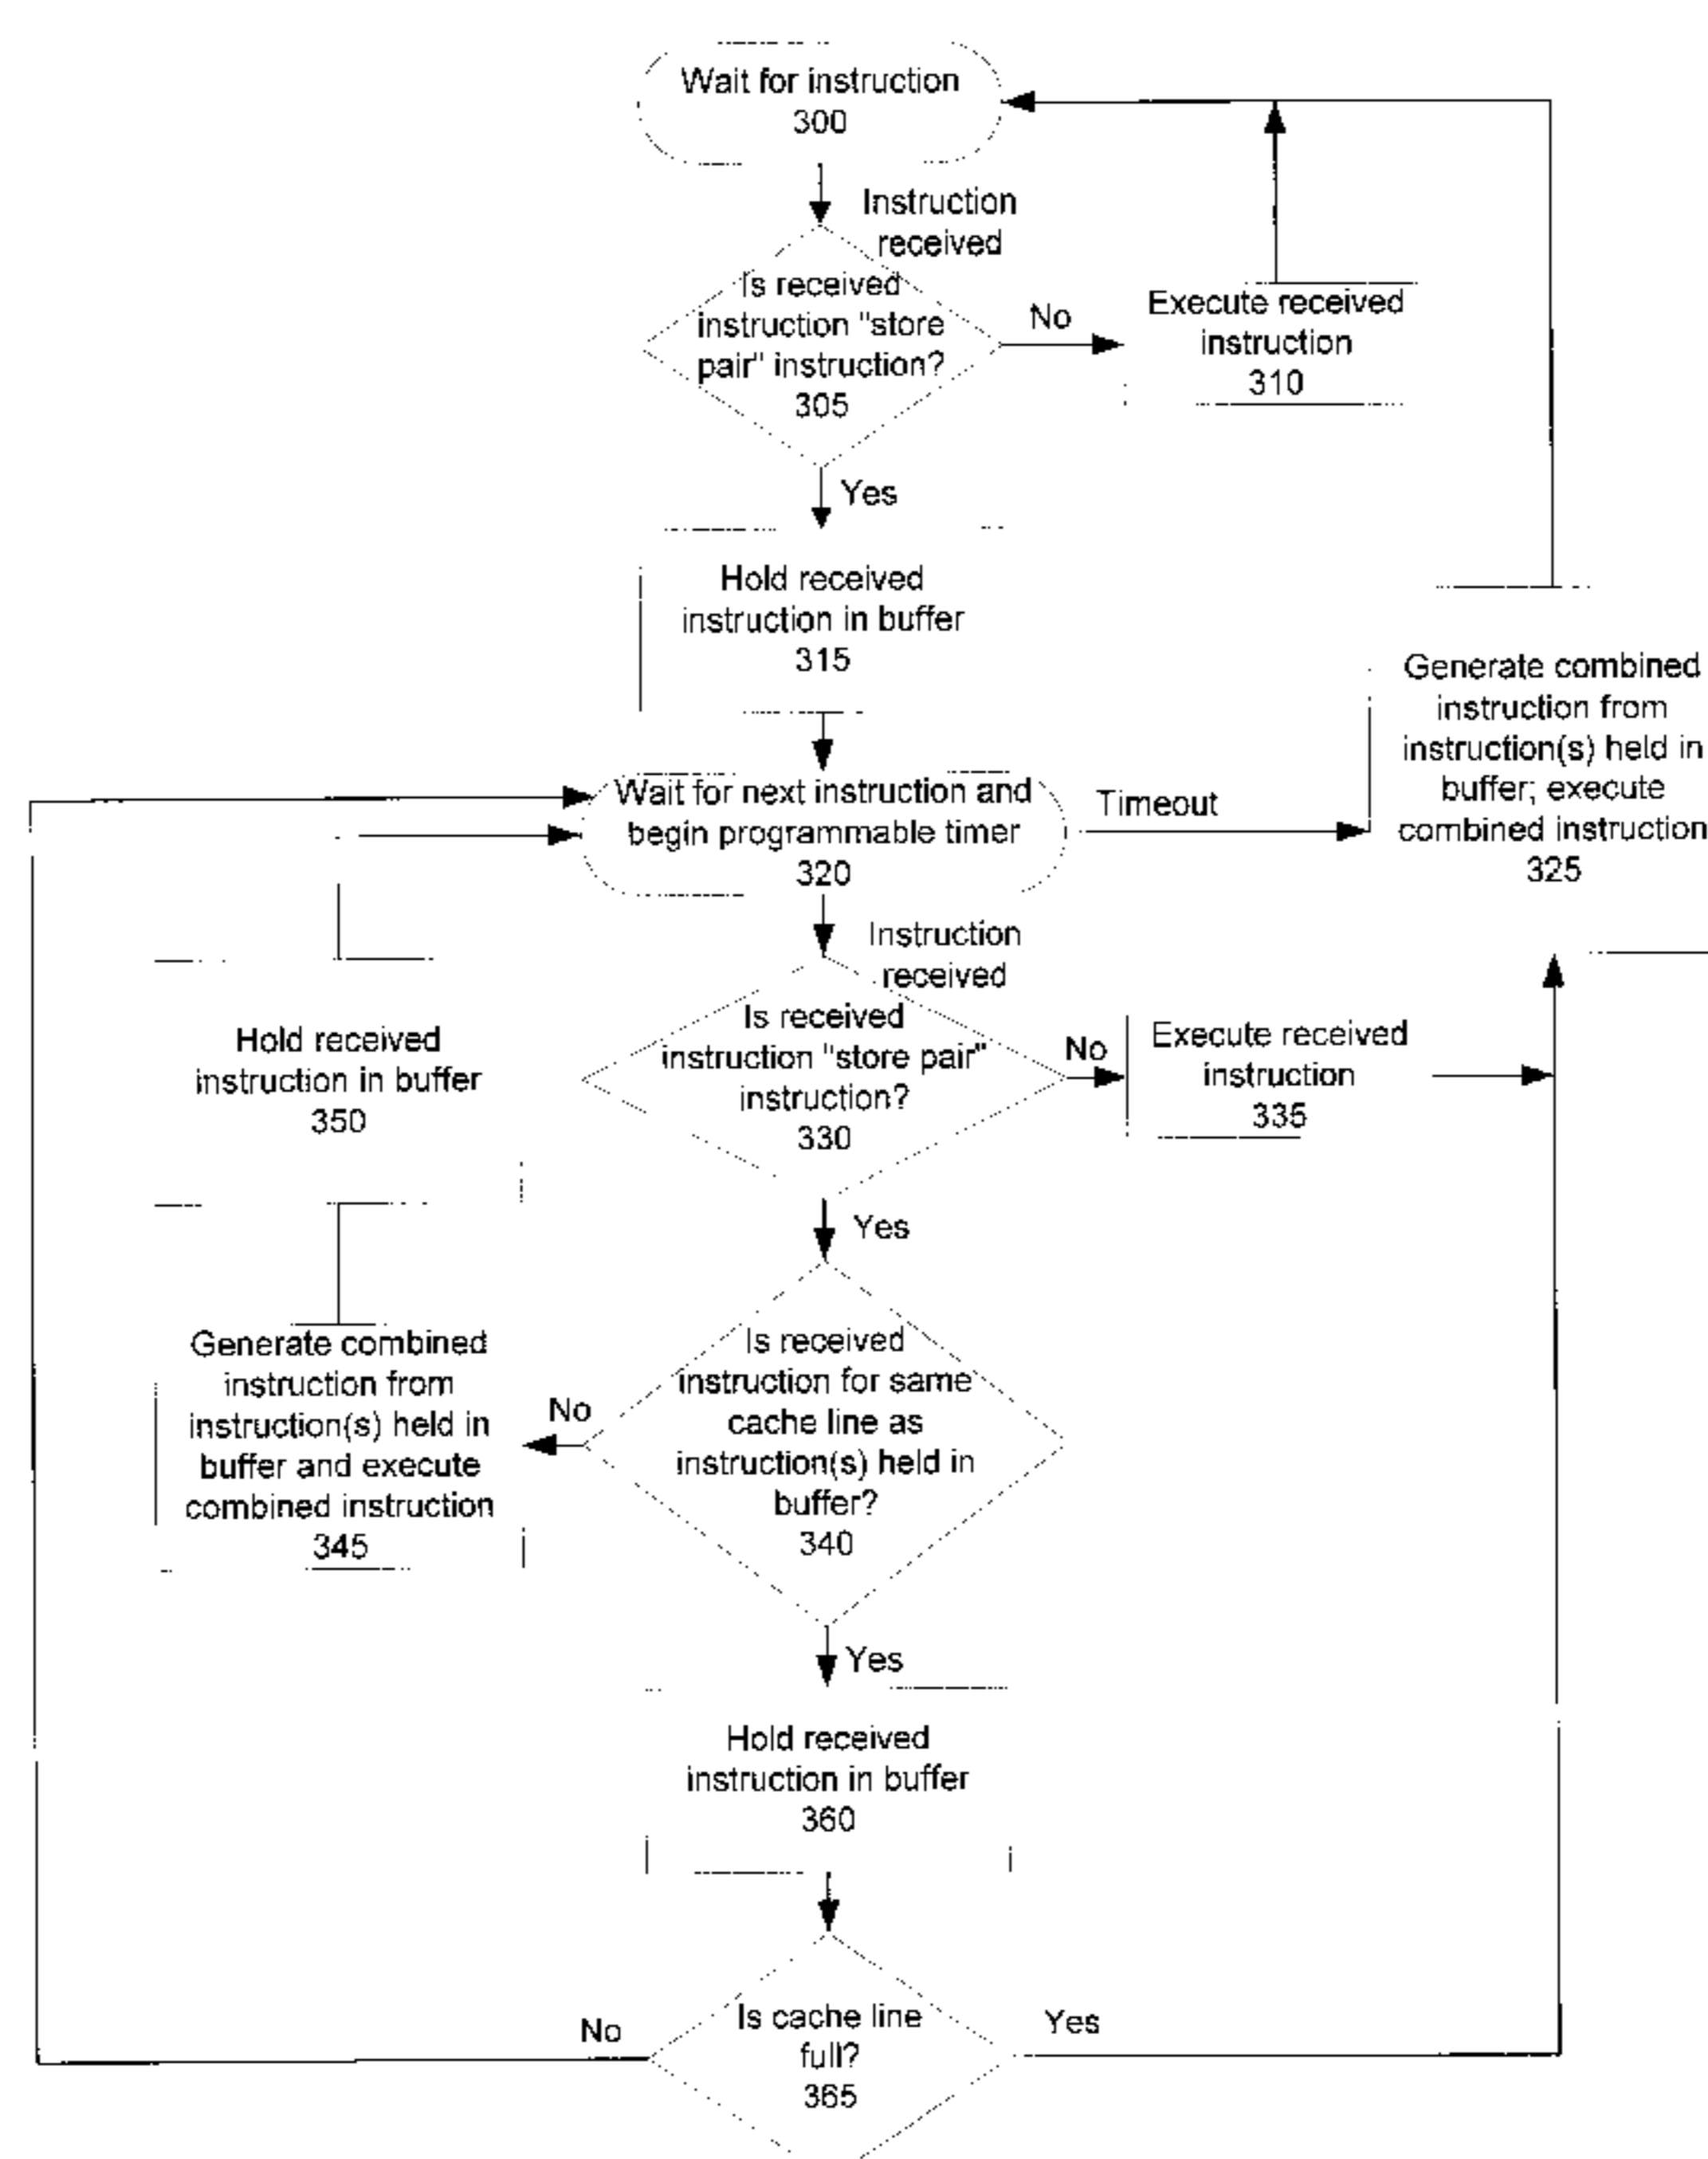 Wait for instruction
300
Instruction
received
Is received
instruction "store
pair" instruction?
305
No
Execute received
instruction
310
Yes
Hold received
instruction in buffer
315
Wait for next instruction and
begin programmable timer
320
Timeout
Generate combined
instruction from
instruction(s) held in
buffer; execute
combined instruction
325
Instruction
received
Is received
instruction "store pair"
instruction?
330
No
Execute received
instruction
335
Hold received
instruction in buffer
350
Yes
Is received
instruction for same
cache line as
instruction(s) held in
buffer?
340
No
Generate combined
instruction from
instruction(s) held in
buffer and execute
combined instruction
345
Yes
Hold received
instruction in buffer
360
Is cache line
full?
365
No
Yes